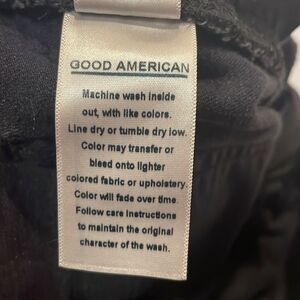 GOOD AMERICAN
Machine wash inside
out, with like colors.
Line dry or tumble dry low.
Color may transfer or
bleed onto lighter
colored fabric or upholstery.
Color will fade over time.
Follow care instructions
to maintain the original
character of the wash.